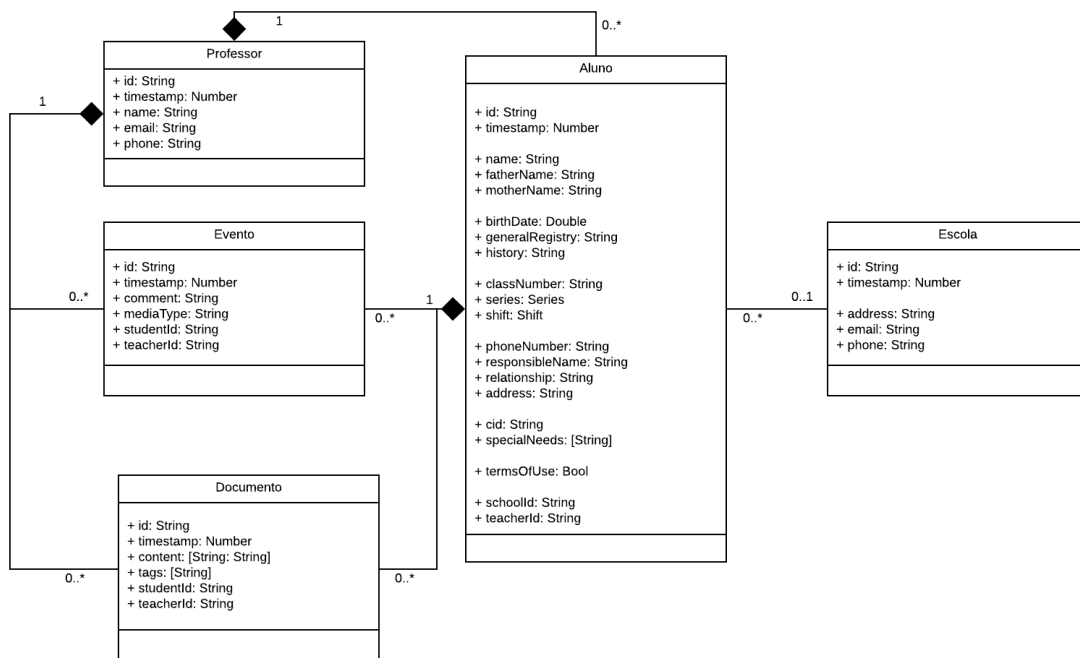 1
0..*
Professor
+ id: String
+ timestamp: Number
+ name: String
+ email: String
+ phone: String
1
Aluno
+ id: String
+ timestamp: Number
+ name: String
+ fatherName: String
+ motherName: String
+ birthDate: Double
+ generalRegistry: String
+ history: String
+ classNumber: String
+ series: Series
+ shift: Shift
+ phoneNumber: String
+ responsibleName: String
+ relationship: String
+ address: String
+ cid: String
+ specialNeeds: [String]
+ termsOfUse: Bool
+ schoolId: String
+ teacherId: String
Evento
+ id: String
+ timestamp: Number
+ comment: String
+ mediaType: String
+ studentId: String
+ teacherId: String
0..*
0..*
1
Escola
+ id: String
+ timestamp: Number
+ address: String
+ email: String
+ phone: String
0..1
0..*
Documento
+ id: String
+ timestamp: Number
+ content: [String: String]
+ tags: [String]
+ studentId: String
+ teacherId: String
0..*
0..*